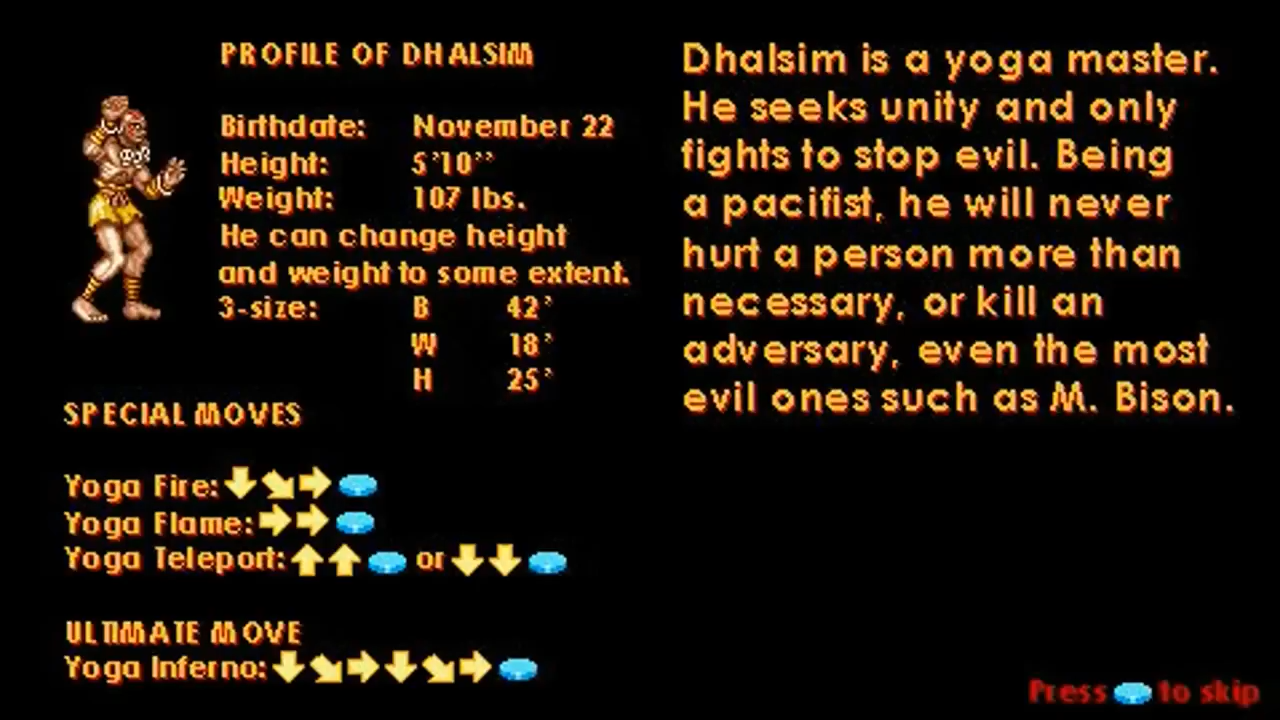 PROFILE OF DHALSIM
Birthdate: November 22
Height: 5'10''
Weight: 107 lbs.
He can change height
and weight to some extent.
3-size: B 42'
W 18'
H 25'
SPECIAL MOVES
Yoga Fire:
Yoga Flame:
Yoga Teleport: or
ULTIMATE MOVE
Yoga Inferno:
Dhalsim is a yoga master.
He seeks unity and only
fights to stop evil. Being
a pacifist, he will never
hurt a person more than
necessary, or kill an
adversary, even the most
evil ones such as M. Bison.
Press to skip